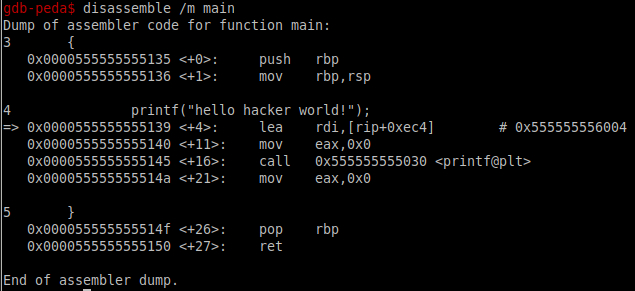 gdb-peda$ disassemble /m main
Dump of assembler code for function main:
3       {
   0x0000555555555135 <+0>:     push   rbp
   0x0000555555555136 <+1>:     mov    rbp,rsp

4               printf("hello hacker world!");
=> 0x0000555555555139 <+4>:     lea    rdi,[rip+0xec4]        # 0x555555556004
   0x0000555555555140 <+11>:    mov    eax,0x0
   0x0000555555555145 <+16>:    call   0x555555555030 <printf@plt>
   0x000055555555514a <+21>:    mov    eax,0x0

5       }
   0x000055555555514f <+26>:    pop    rbp
   0x0000555555555150 <+27>:    ret

End of assembler dump.